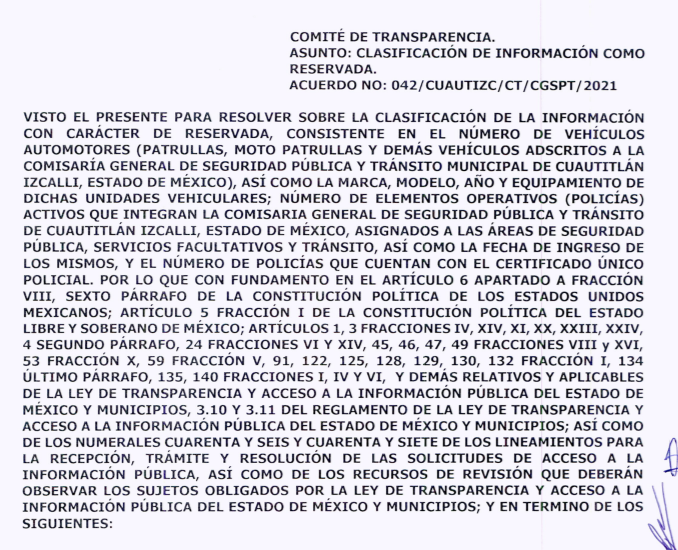 COMITÉ DE TRANSPARENCIA.
ASUNTO: CLASIFICACIÓN DE INFORMACIÓN COMO
RESERVADA.
ACUERDO NO: 042/CUAUTIZC/CT/CGSPT/2021
VISTO EL PRESENTE PARA RESOLVER SOBRE LA CLASIFICACIÓN DE LA INFORMACIÓN
CON CARÁCTER DE RESERVADA, CONSISTENTE EN EL NÚMERO DE VEHÍCULOS
AUTOMOTORES (PATRULLAS, MOTO PATRULLAS Y DEMÁS VEHÍCULOS ADSCRITOS A LA
COMISARÍA GENERAL DE SEGURIDAD PÚBLICA Y TRÁNSITO MUNICIPAL DE CUAUTITLÁN
IZCALLI, ESTADO DE MÉXICO), ASÍ COMO LA MARCA, MODELO, AÑO Y EQUIPAMIENTO DE
DICHAS UNIDADES VEHICULARES; NÚMERO DE ELEMENTOS OPERATIVOS (POLICÍAS)
ACTIVOS QUE INTEGRAN LA COMISARIA GENERAL DE SEGURIDAD PÚBLICA Y TRÁNSITO
DE CUAUTITLÁN IZCALLI, ESTADO DE MÉXICO, ASIGNADOS A LAS ÁREAS DE SEGURIDAD
PÚBLICA, SERVICIOS FACULTATIVOS Y TRÁNSITO, ASÍ COMO LA FECHA DE INGRESO DE
LOS MISMOS, Y EL NÚMERO DE POLICÍAS QUE CUENTAN CON EL CERTIFICADO ÚNICO
POLICIAL. POR LO QUE CON FUNDAMENTO EN EL ARTÍCULO 6 APARTADO A FRACCIÓN
VIII, SEXTO PÁRRAFO DE LA CONSTITUCIÓN POLÍTICA DE LOS ESTADOS UNIDOS
MEXICANOS; ARTÍCULO 5 FRACCIÓN I DE LA CONSTITUCIÓN POLÍTICA DEL ESTADO
LIBRE Y SOBERANO DE MÉXICO; ARTÍCULOS 1, 3 FRACCIONES IV, XIV, XI, XX, XXIII, XXIV,
4 SEGUNDO PÁRRAFO, 24 FRACCIONES VI Y XIV, 45, 46, 47, 49 FRACCIONES VIII y XVI,
53 FRACCIÓN X, 59 FRACCIÓN V, 91, 122, 125, 128, 129, 130, 132 FRACCIÓN I, 134
ÚLTIMO PÁRRAFO, 135, 140 FRACCIONES I, IV Y VI, Y DEMÁS RELATIVOS Y APLICABLES
DE LA LEY DE TRANSPARENCIA Y ACCESO A LA INFORMACIÓN PÚBLICA DEL ESTADO DE
MÉXICO Y MUNICIPIOS, 3.10 Y 3.11 DEL REGLAMENTO DE LA LEY DE TRANSPARENCIA Y
ACCESO A LA INFORMACIÓN PÚBLICA DEL ESTADO DE MÉXICO Y MUNICIPIOS; ASÍ COMO
DE LOS NUMERALES CUARENTA Y SEIS Y CUARENTA Y SIETE DE LOS LINEAMIENTOS PARA
LA RECEPCIÓN, TRÁMITE Y RESOLUCIÓN DE LAS SOLICITUDES DE ACCESO A LA
INFORMACIÓN PÚBLICA, ASÍ COMO DE LOS RECURSOS DE REVISIÓN QUE DEBERÁN
OBSERVAR LOS SUJETOS OBLIGADOS POR LA LEY DE TRANSPARENCIA Y ACCESO A LA
INFORMACIÓN PÚBLICA DEL ESTADO DE MÉXICO Y MUNICIPIOS; Y EN TERMINO DE LOS
SIGUIENTES: